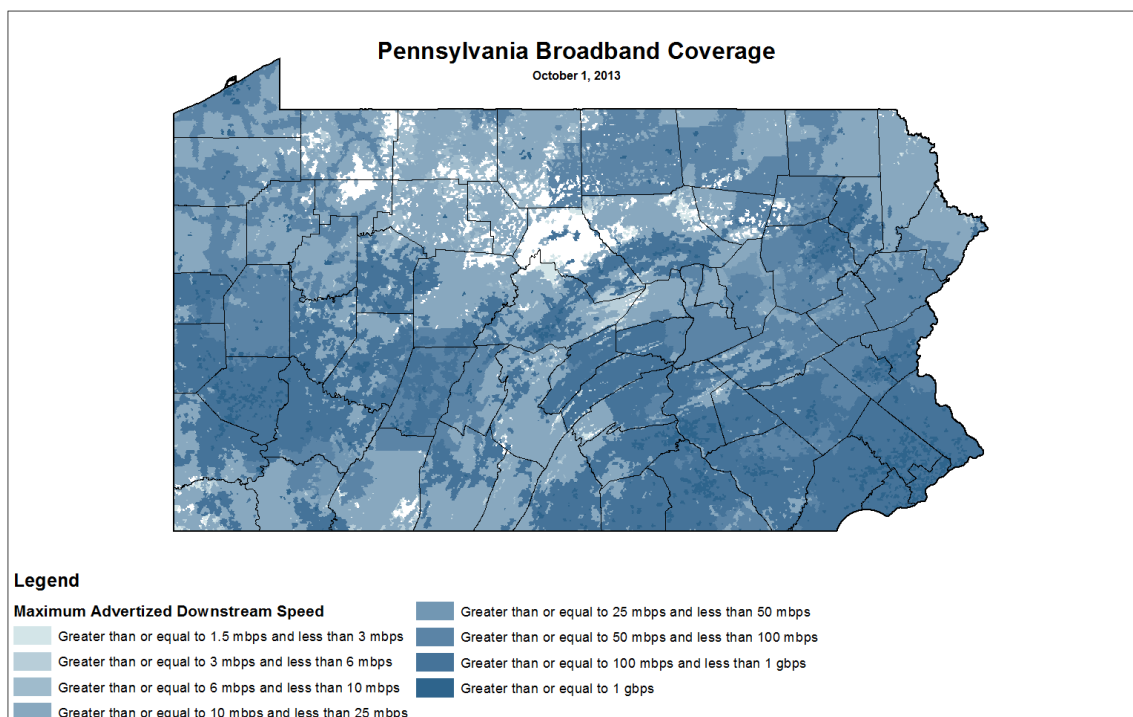 Pennsylvania Broadband Coverage
October 1, 2013
Legend
Maximum Advertized Downstream Speed
Greater than or equal to 1.5 mbps and less than 3 mbps
Greater than or equal to 3 mbps and less than 6 mbps
Greater than or equal to 6 mbps and less than 10 mbps
Greater than or equal to 10 mbps and less than 25 mbps
Greater than or equal to 25 mbps and less than 50 mbps
Greater than or equal to 50 mbps and less than 100 mbps
Greater than or equal to 100 mbps and less than 1 gbps
Greater than or equal to 1 gbps